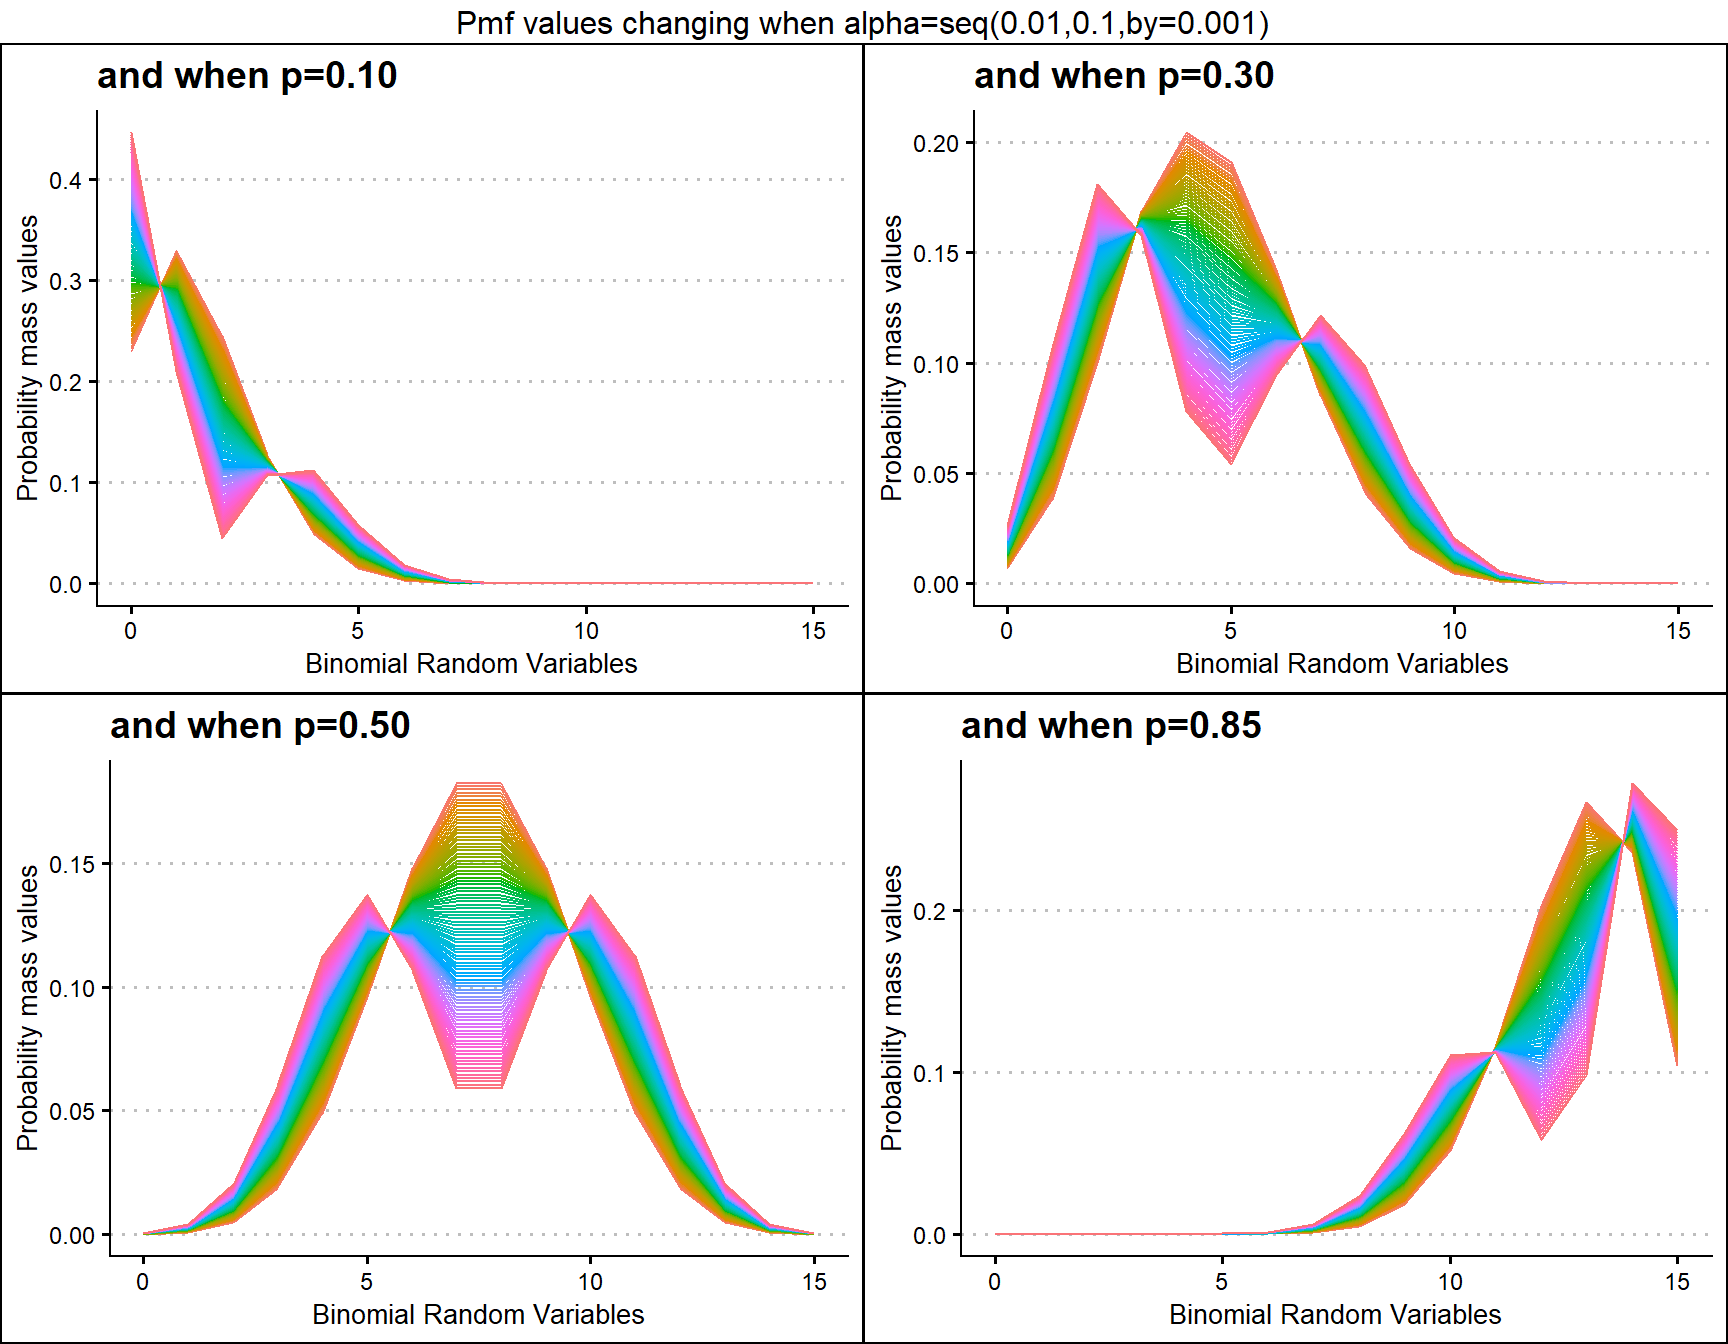 Pmf values changing when alpha=seq(0.01,0.1,by=0.001)
and when p=0.10
Probability mass values
0.4
0.3
0.2
0.1
0.0
0 5 10 15
Binomial Random Variables
and when p=0.30
Probability mass values
0.20
0.15
0.10
0.05
0.00
0 5 10 15
Binomial Random Variables
and when p=0.50
Probability mass values
0.15
0.10
0.05
0.00
0 5 10 15
Binomial Random Variables
and when p=0.85
Probability mass values
0.2
0.1
0.0
0 5 10 15
Binomial Random Variables